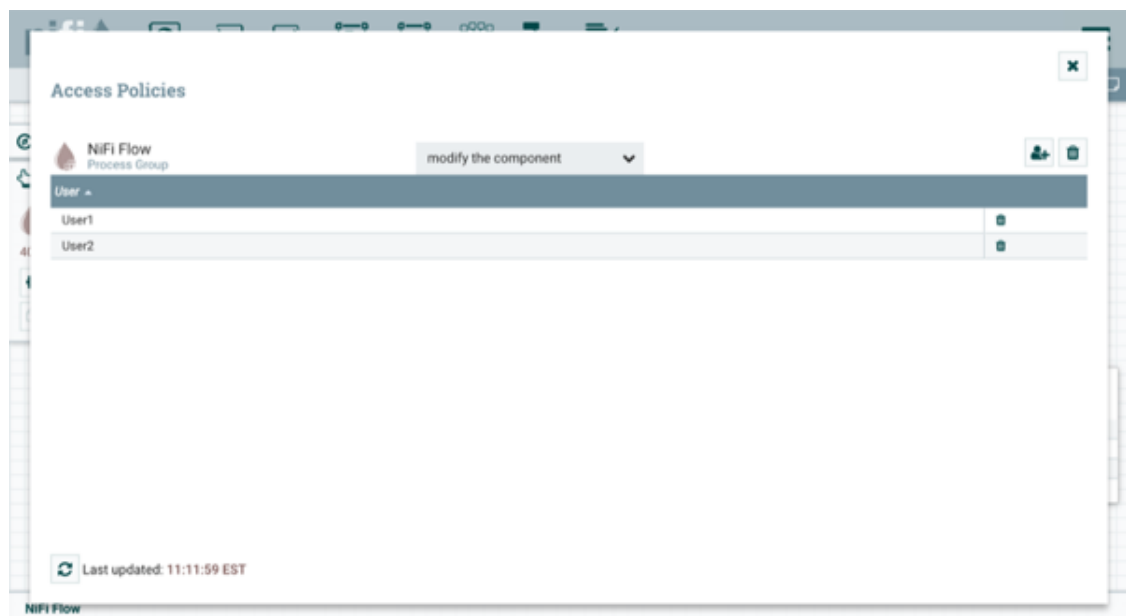 Access Policies
NiFi Flow
Process Group
modify the component
User
User1
User2
Last updated: 11:11:59 EST
NiFi Flow